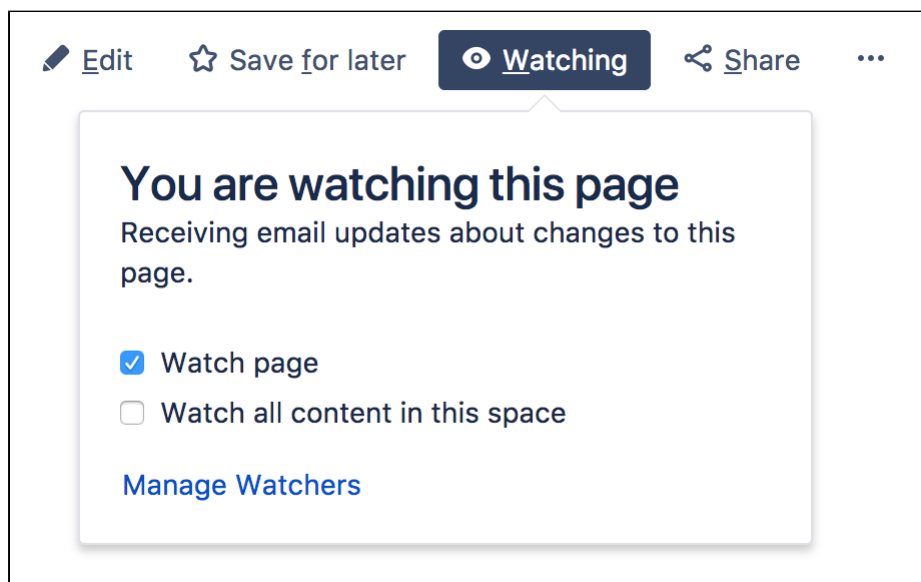 Edit Save for later Watching Share
You are watching this page
Receiving email updates about changes to this
page.
Watch page
Watch all content in this space
Manage Watchers